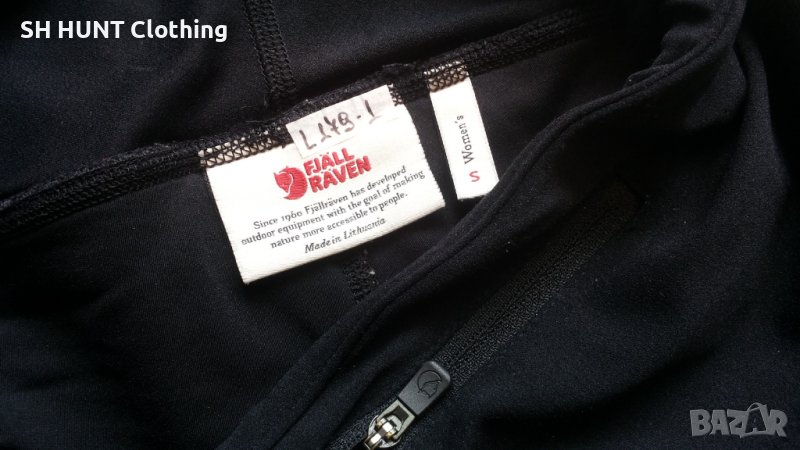 SH HUNT Clothing
L179-1
FJÄLL
RÄVEN
Since 1960 Fjällräven has developed
outdoor equipment with the goal of making
nature more accessible to people.
Made in Lithuania
Women's
S
BAZAR